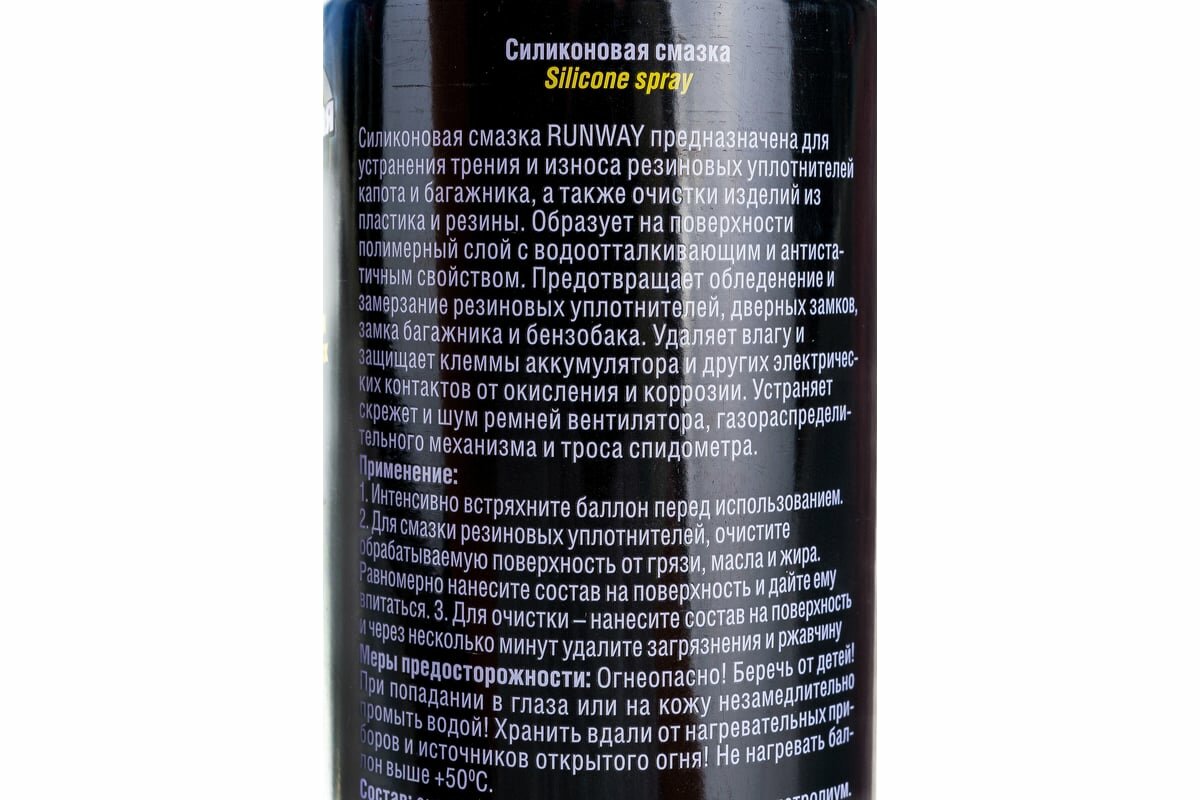 Силиконовая смазка
Silicone spray
Силиконовая смазка RUNWAY предназначена для
устранения трения и износа резиновых уплотнителей
капота и багажника, а также очистки изделий из
пластика и резины. Образует на поверхности
полимерный слой с водоотталкивающим и антиста-
тичным свойством. Предотвращает обледенение и
замерзание резиновых уплотнителей, дверных замков,
замка багажника и бензобака. Удаляет влагу и
защищает клеммы аккумулятора и других электричес-
ких контактов от окисления и коррозии. Устраняет
скрежет и шум ремней вентилятора, газораспредели-
тельного механизма и троса спидометра.
Применение:
1. Интенсивно встряхните баллон перед использованием.
2. Для смазки резиновых уплотнителей, очистите
обрабатываемую поверхность от грязи, масла и жира.
Равномерно нанесите состав на поверхность и дайте ему
впитаться. 3. Для очистки – нанесите состав на поверхность
и через несколько минут удалите загрязнения и ржавчину
Меры предосторожности: Огнеопасно! Беречь от детей!
При попадании в глаза или на кожу незамедлительно
промыть водой! Хранить вдали от нагревательных при-
боров и источников открытого огня! Не нагревать бал-
лон выше +50⁰С.
Состав: